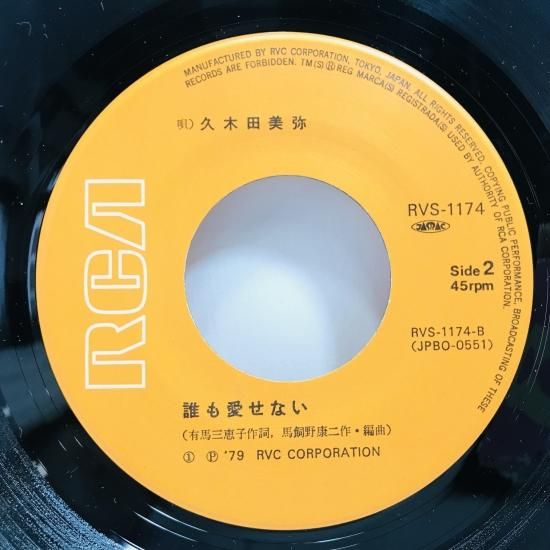 MANUFACTURED BY RVC CORPORATION, TOKYO, JAPAN. ALL RIGHTS RESERVED, COPYING PUBLIC PERFORMANCE, BROADCASTING OF THESE
RECORDS ARE FORBIDDEN. TM(S)®REG MARCA(S) REGISTRADA(S) USED BY AUTHORITY OF RCA CORPORATION.
唄) 久木田美弥
RCA
RVS-1174
JASRAC
Side 2
45rpm
RVS-1174-B
(JPBO-0551)
誰も愛せない
(有馬三恵子作詞, 馬飼野康二作・編曲)
① ℗ '79 RVC CORPORATION